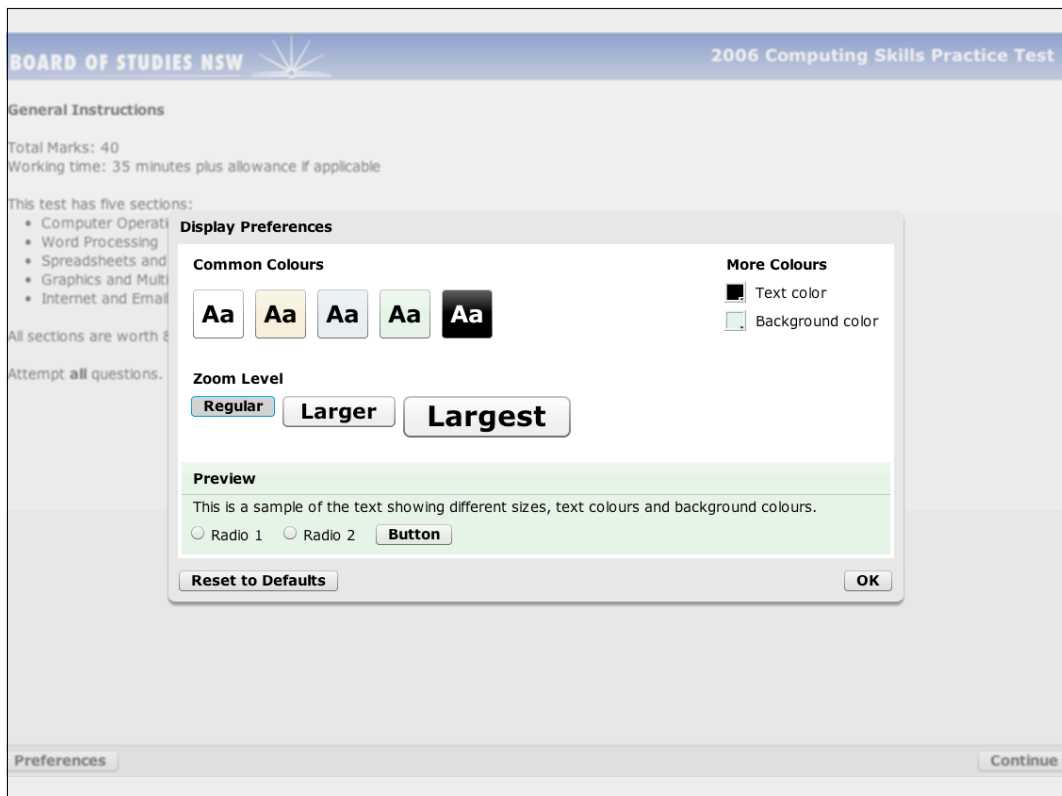 BOARD OF STUDIES NSW
2006 Computing Skills Practice Test
General Instructions
Total Marks: 40
Working time: 35 minutes plus allowance if applicable
This test has five sections:
• Computer Operati
• Word Processing
• Spreadsheets and
• Graphics and Multi
• Internet and Email
All sections are worth 8
Attempt all questions.
Display Preferences
Common Colours
Aa Aa Aa Aa Aa
More Colours
Text color
Background color
Zoom Level
Regular Larger Largest
Preview
This is a sample of the text showing different sizes, text colours and background colours.
Radio 1 Radio 2 Button
Reset to Defaults OK
Preferences Continue